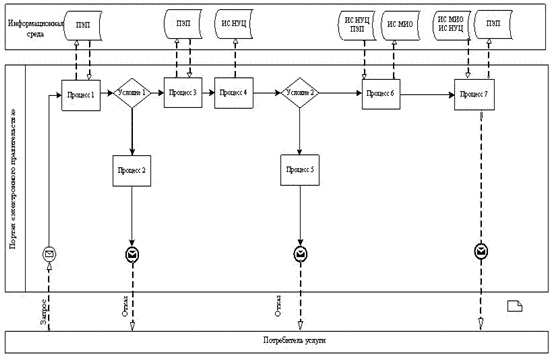 Информационная
среда
ПЭП
ПЭП
ИС НУЦ
ИС НУЦ
ПЭП
ИС МИО
ИС МИО
ИС НУЦ
ПЭП
Портал «электронного правительства»
Процесс 1
Условие 1
Процесс 3
Процесс 4
Условие 2
Процесс 6
Процесс 7
Процесс 2
Процесс 5
Запрос
Отказ
Отказ
Потребитель услуги